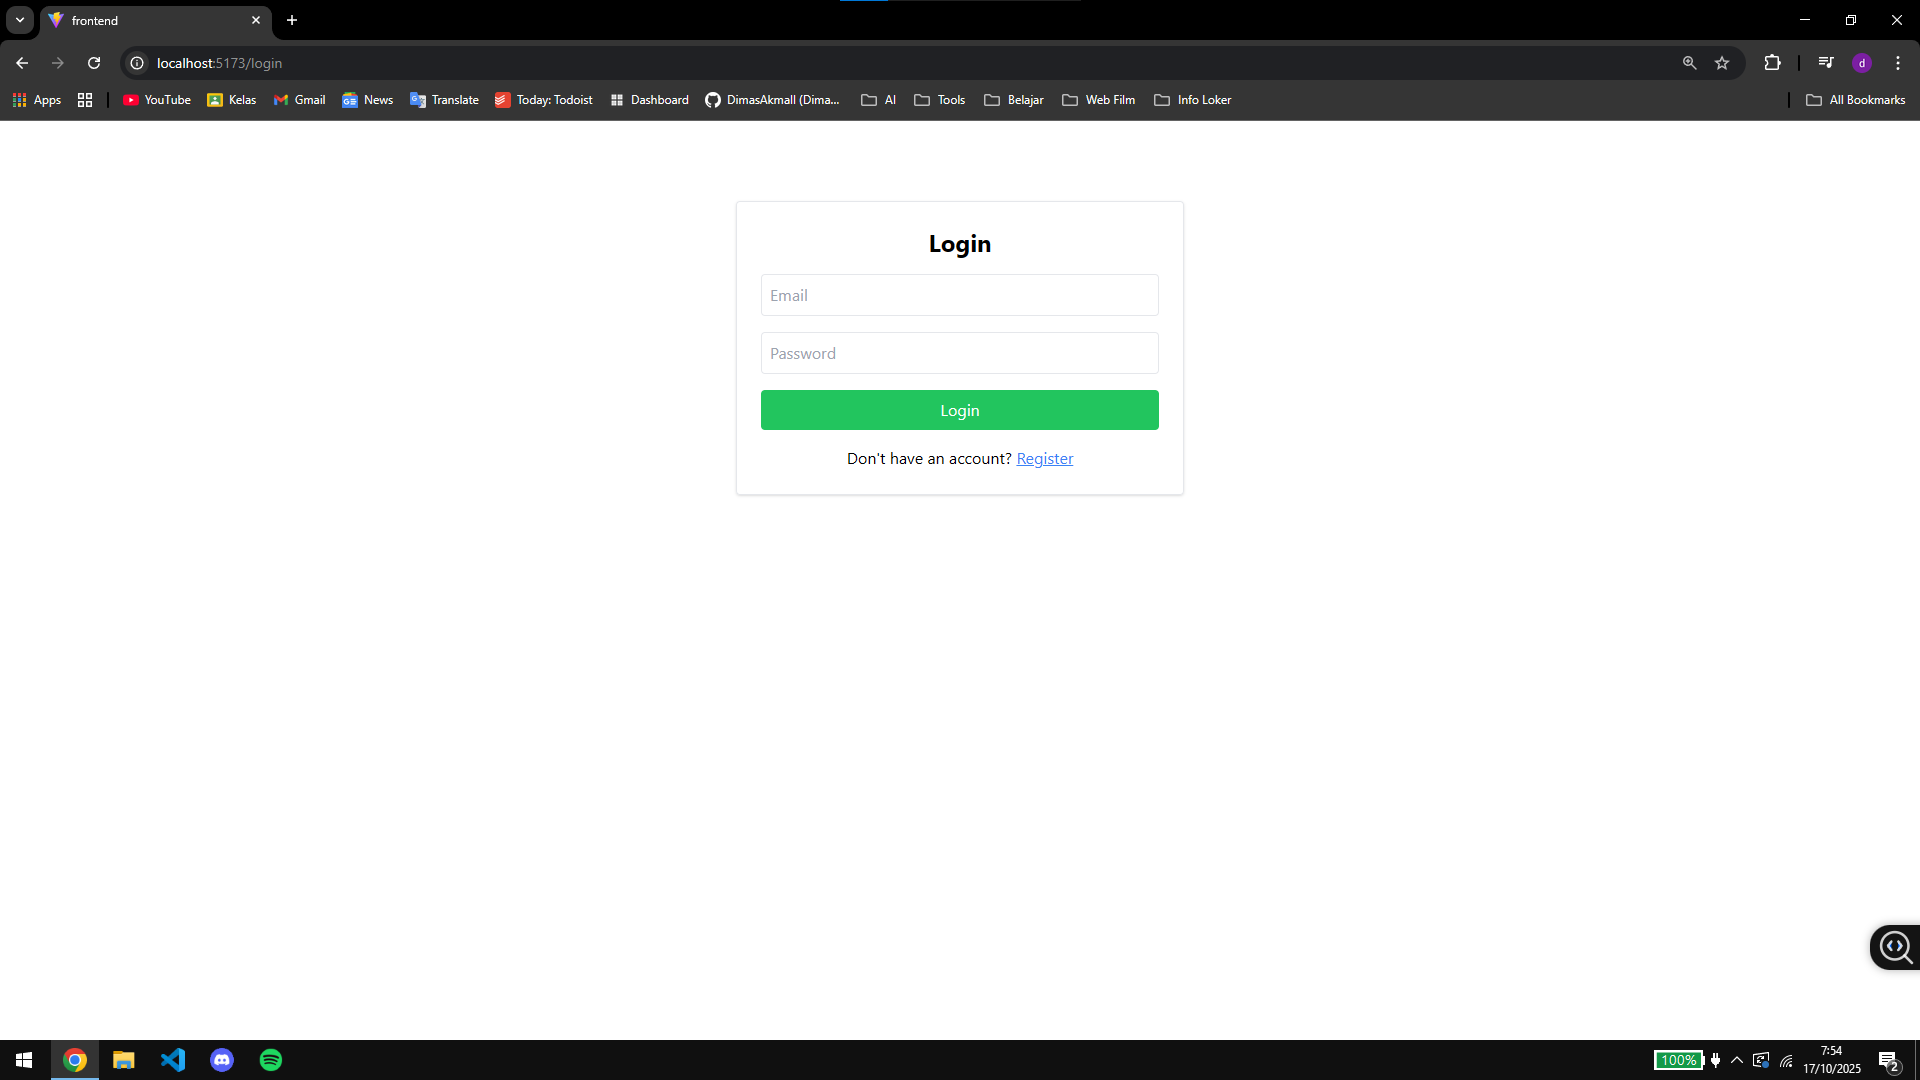 frontend
localhost:5173/login
d
Apps YouTube Kelas Gmail News Translate Today: Todoist Dashboard DimasAkmall (Dima... AI Tools Belajar Web Film Info Loker All Bookmarks
Login
Email
Password
Login
Don't have an account? Register
100%
7:54
17/10/2025
2